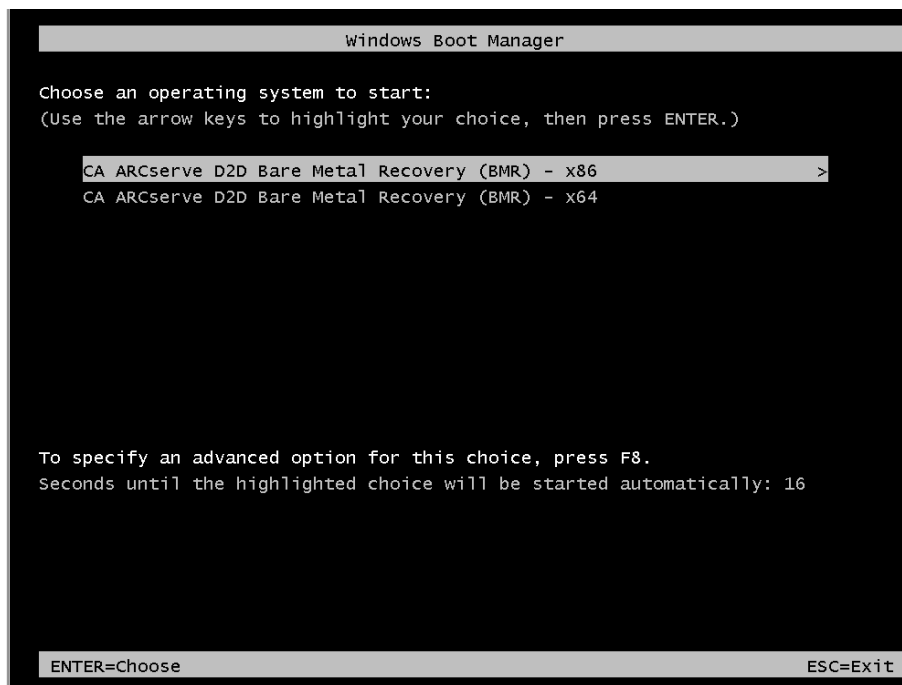 Windows Boot Manager
Choose an operating system to start:
(Use the arrow keys to highlight your choice, then press ENTER.)
CA ARCserve D2D Bare Metal Recovery (BMR) - x86 >
CA ARCserve D2D Bare Metal Recovery (BMR) - x64
To specify an advanced option for this choice, press F8.
Seconds until the highlighted choice will be started automatically: 16
ENTER=Choose ESC=Exit